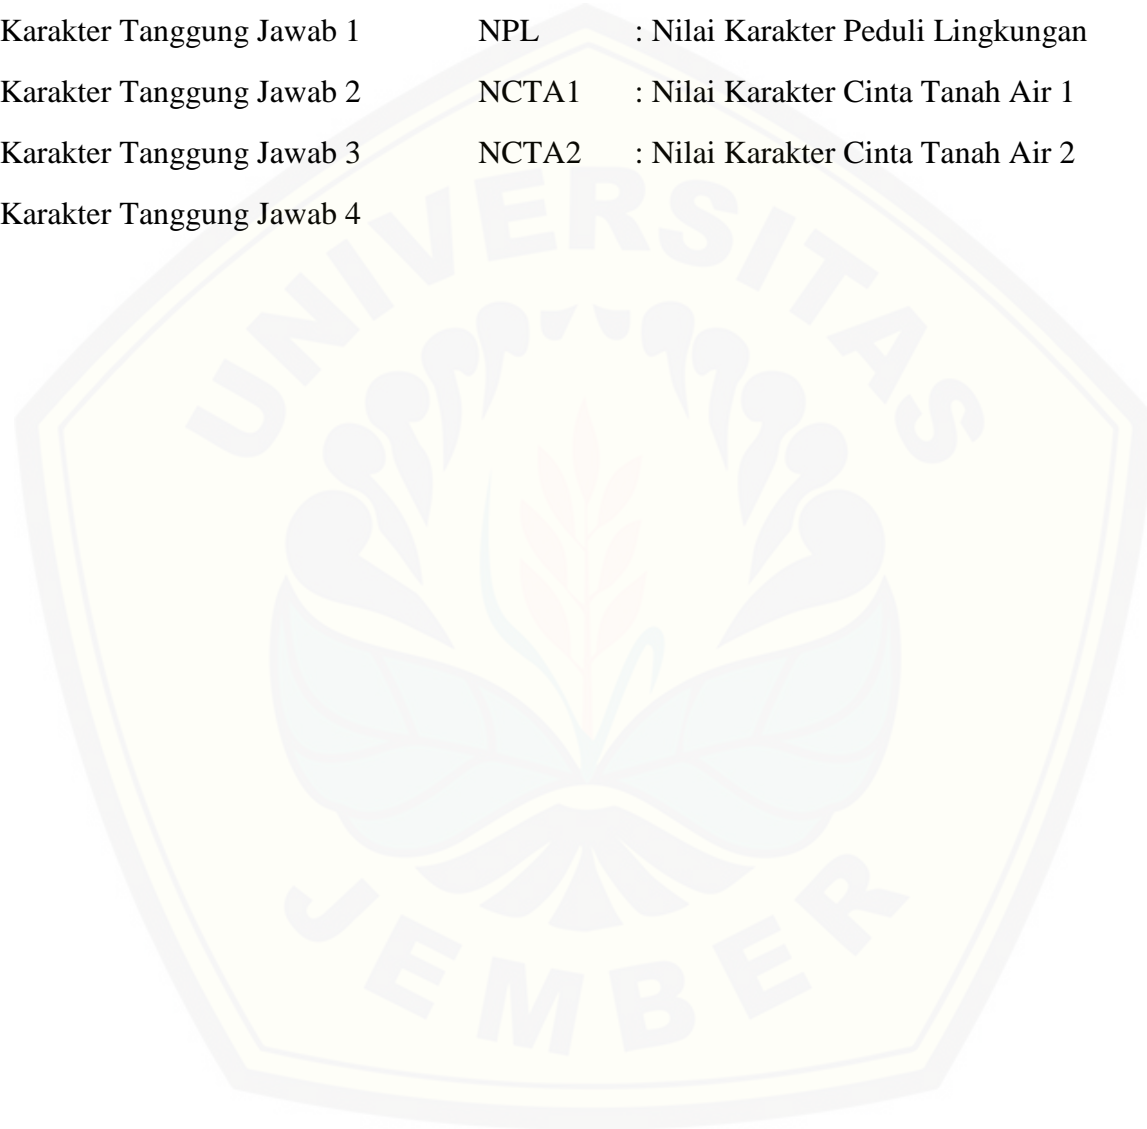 Karakter Tanggung Jawab 1 NPL : Nilai Karakter Peduli Lingkungan
Karakter Tanggung Jawab 2 NCTA1 : Nilai Karakter Cinta Tanah Air 1
Karakter Tanggung Jawab 3 NCTA2 : Nilai Karakter Cinta Tanah Air 2
Karakter Tanggung Jawab 4
UNIVERSITAS
JEMBER